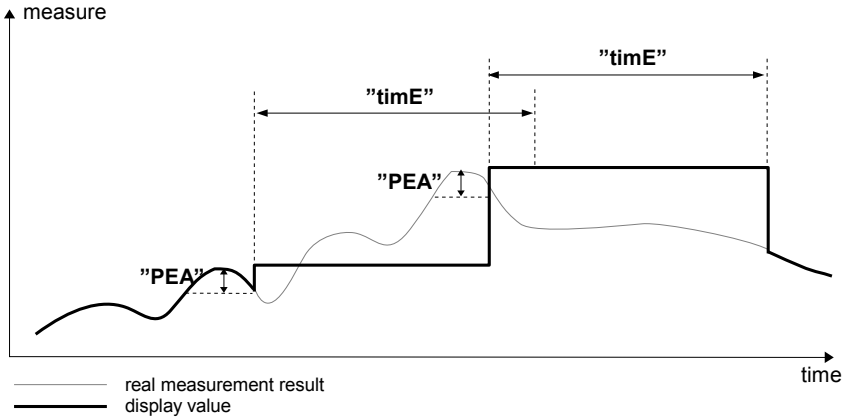 measure
”timE”
”timE”
”PEA”
”PEA”
time
real measurement result
display value